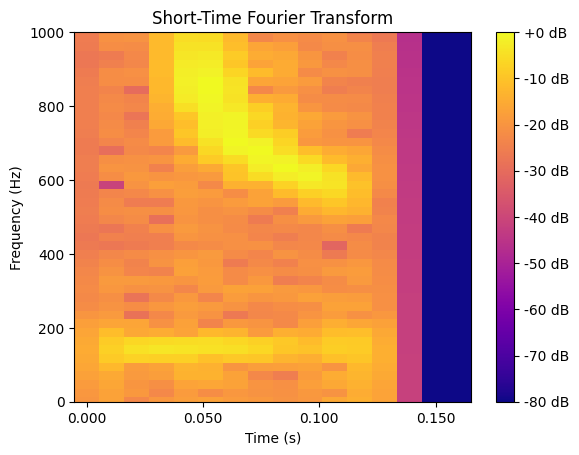 Short-Time Fourier Transform
1000
800
600
400
200
0
Frequency (Hz)
0.000
0.050
0.100
0.150
Time (s)
+0 dB
-10 dB
-20 dB
-30 dB
-40 dB
-50 dB
-60 dB
-70 dB
-80 dB